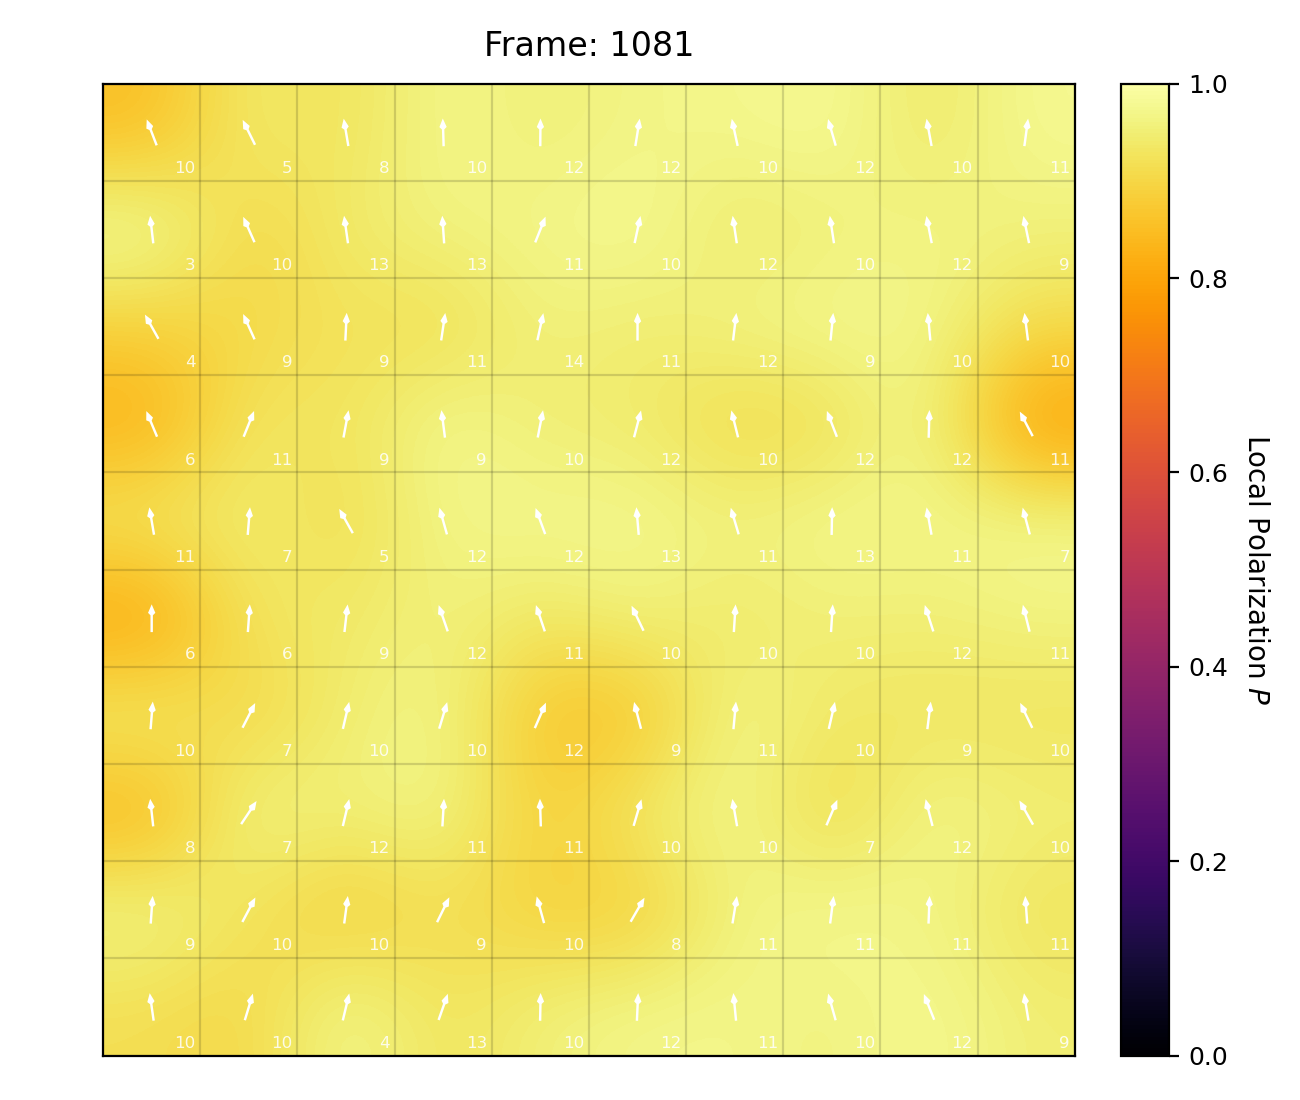 Frame: 1081
10 5 8 10 12 12 10 12 10 11
3 10 13 13 11 10 12 10 12 9
4 9 9 11 14 11 12 9 10 10
6 11 9 9 10 12 10 12 12 11
11 7 5 12 12 13 11 13 11 7
6 6 9 12 11 10 10 10 12 11
10 7 10 10 12 9 11 10 9 10
8 7 12 11 11 10 10 7 12 10
9 10 10 9 10 8 11 11 11 11
10 10 4 13 10 12 11 10 12 9
1.0
0.8
0.6
0.4
0.2
0.0
Local Polarization P